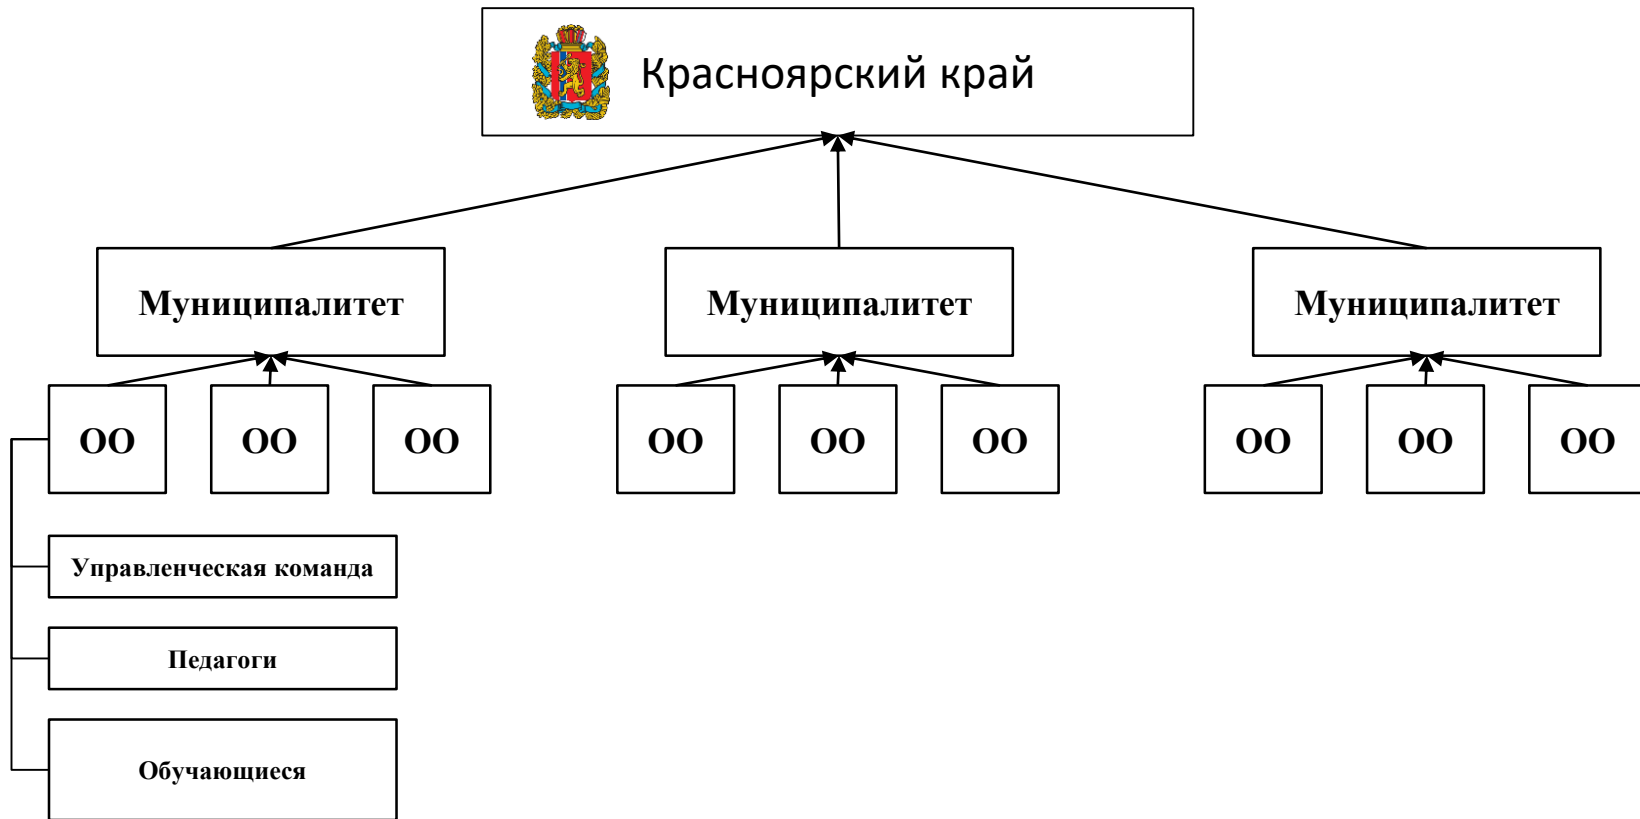 Красноярский край
Муниципалитет
Муниципалитет
Муниципалитет
ОО
ОО
ОО
ОО
ОО
ОО
ОО
ОО
ОО
Управленческая команда
Педагоги
Обучающиеся